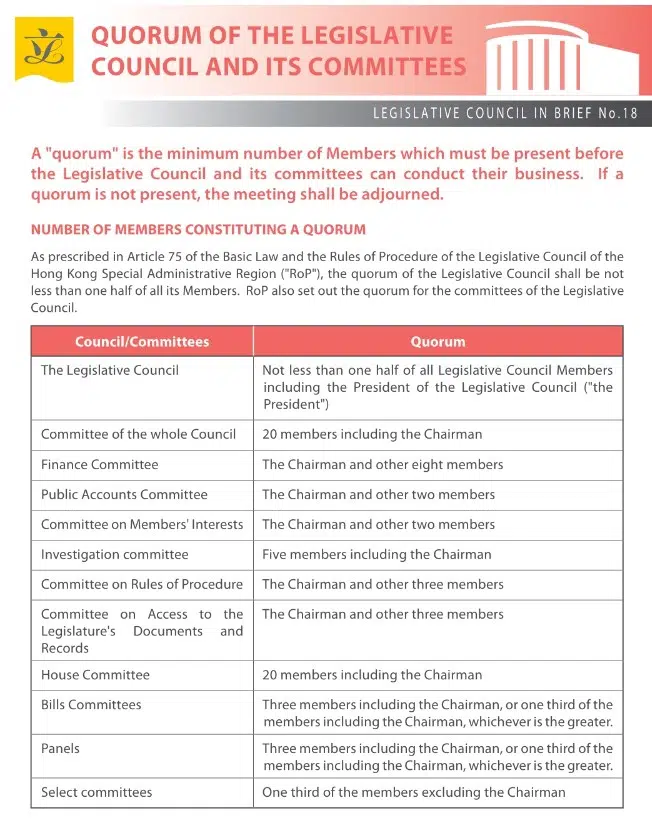 QUORUM OF THE LEGISLATIVE
COUNCIL AND ITS COMMITTEES
LEGISLATIVE COUNCIL IN BRIEF No.18
A "quorum" is the minimum number of Members which must be present before
the Legislative Council and its committees can conduct their business. If a
quorum is not present, the meeting shall be adjourned.
NUMBER OF MEMBERS CONSTITUTING A QUORUM
As prescribed in Article 75 of the Basic Law and the Rules of Procedure of the Legislative Council of the
Hong Kong Special Administrative Region ("RoP"), the quorum of the Legislative Council shall be not
less than one half of all its Members. RoP also set out the quorum for the committees of the Legislative
Council.
Council/Committees Quorum
The Legislative Council Not less than one half of all Legislative Council Members
including the President of the Legislative Council ("the
President")
Committee of the whole Council 20 members including the Chairman
Finance Committee The Chairman and other eight members
Public Accounts Committee The Chairman and other two members
Committee on Members' Interests The Chairman and other two members
Investigation committee Five members including the Chairman
Committee on Rules of Procedure The Chairman and other three members
Committee on Access to the The Chairman and other three members
Legislature's Documents and
Records
House Committee 20 members including the Chairman
Bills Committees Three members including the Chairman, or one third of the
members including the Chairman, whichever is the greater.
Panels Three members including the Chairman, or one third of the
members including the Chairman, whichever is the greater.
Select committees One third of the members excluding the Chairman